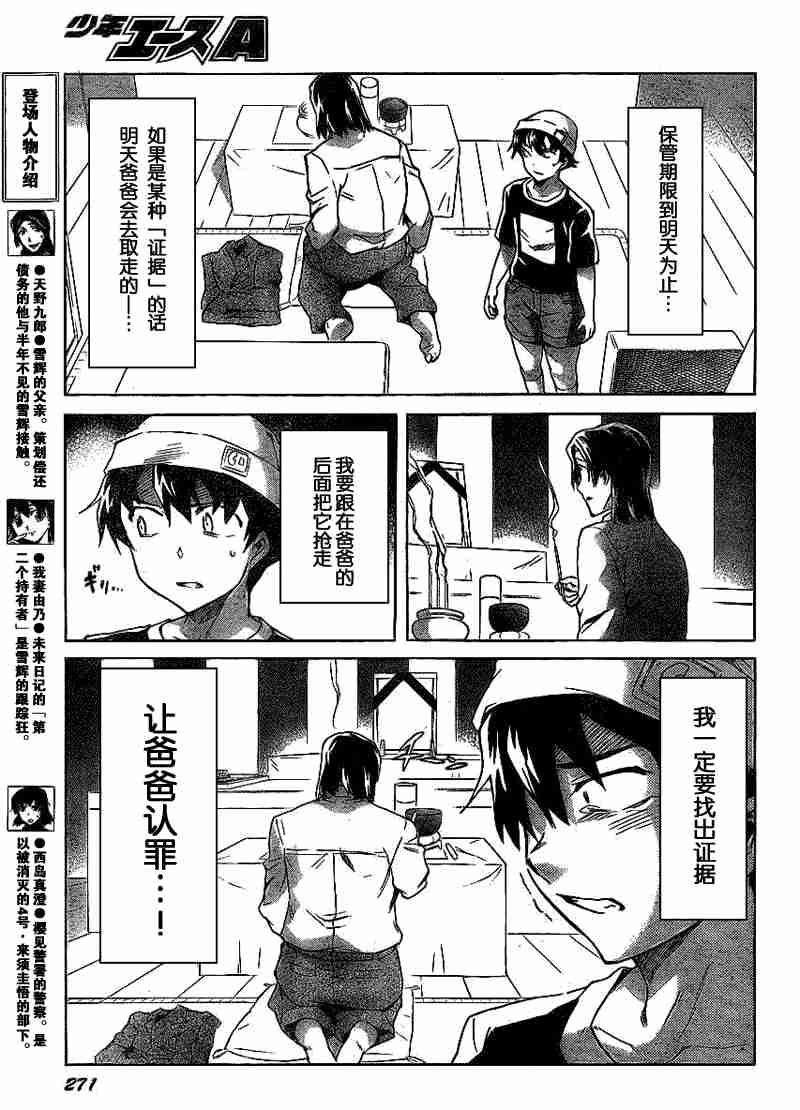 少年エースA
保管期限到明天为止…
如果是某种「证据」的话
明天爸爸会去取走的—…
我要跟在爸爸的
后面把它抢走
ギリ…
我一定要找出证据
让爸爸认罪…！
登场人物介绍
●天野九郎●雪辉的父亲。策划偿还
债务的他与半年不见的雪辉接触。
●我妻由乃●未来日记的「第
二个持有者」是雪辉的跟踪狂。
●西岛真澄●樱见警署的警察。是
以被消灭的4号·来须圭悟的部下。
271